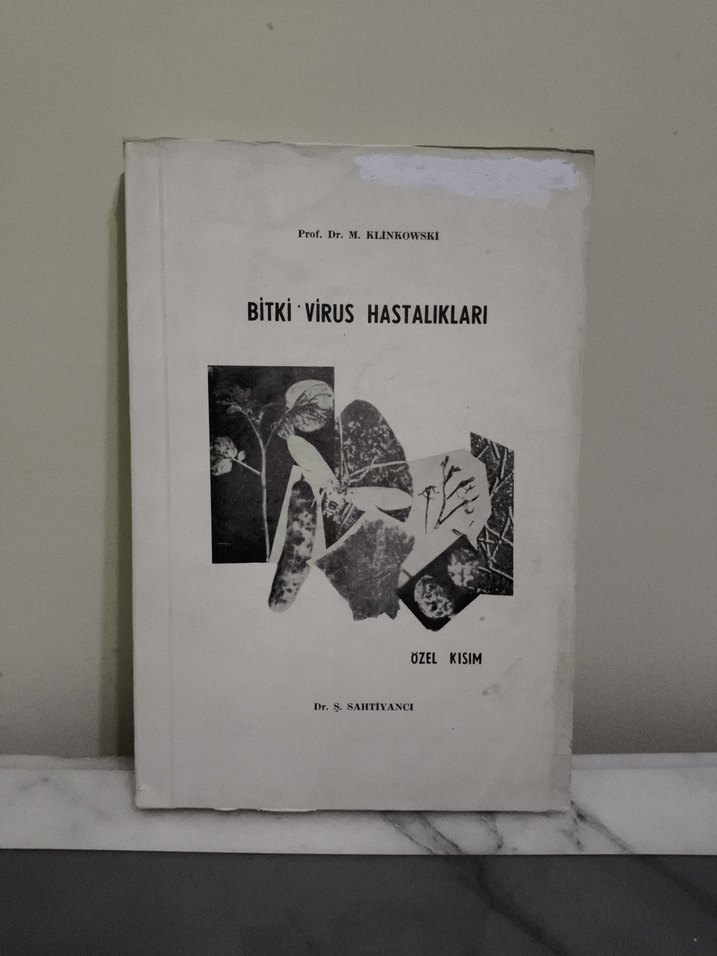 Prof. Dr. M. KLİNKOWSKİ
BİTKİ VİRUS HASTALIKLARI
ÖZEL KISIM
Dr. Ş. SAHTİYANCI